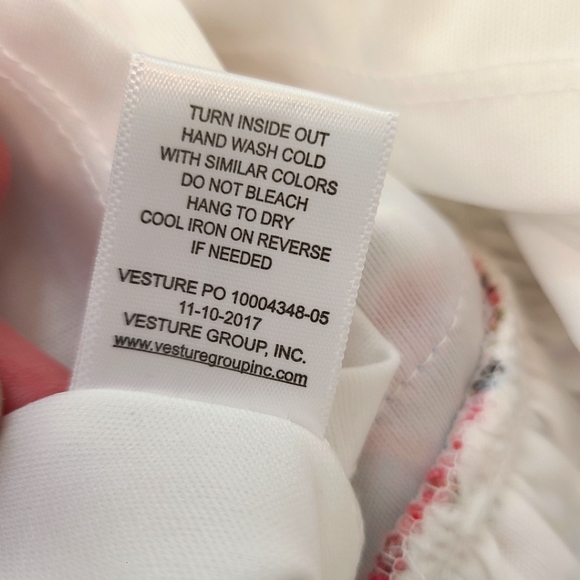 TURN INSIDE OUT
HAND WASH COLD
WITH SIMILAR COLORS
DO NOT BLEACH
HANG TO DRY
COOL IRON ON REVERSE
IF NEEDED
VESTURE PO 10004348-05
11-10-2017
VESTURE GROUP, INC.
www.vesturegroupinc.com